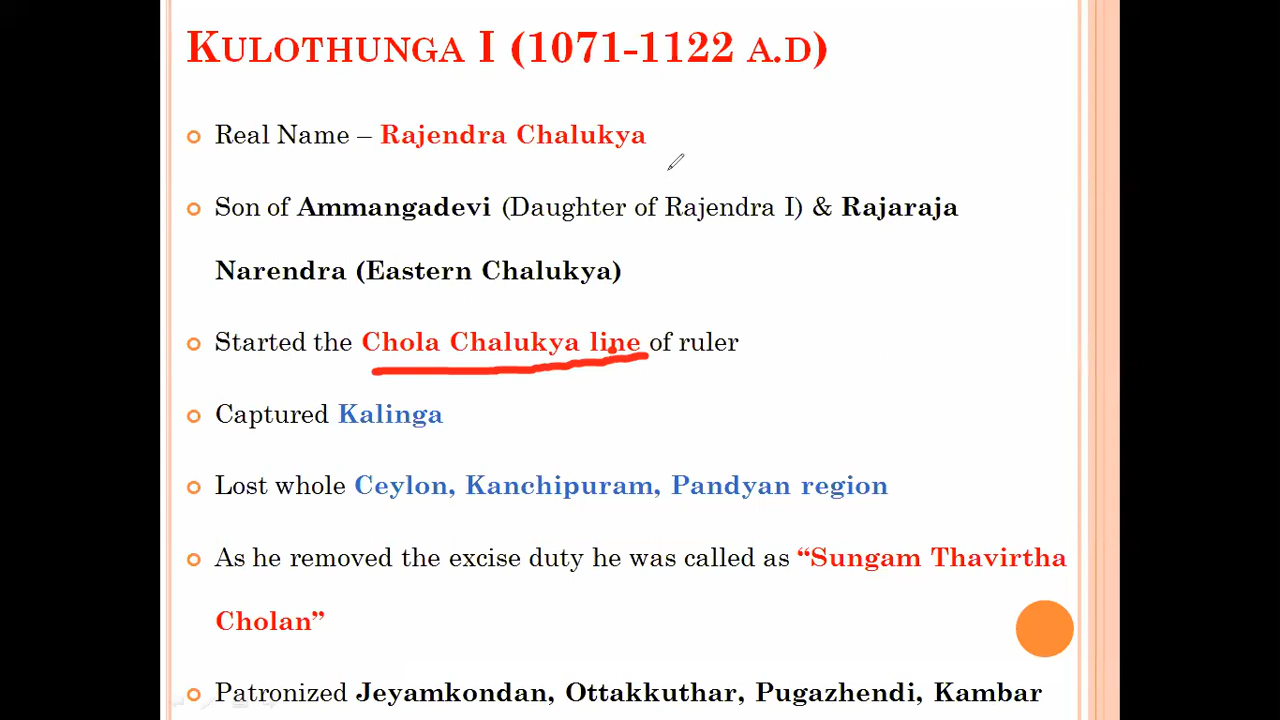 KULOTHUNGA I (1071-1122 A.D)
Real Name – Rajendra Chalukya
Son of Ammangadevi (Daughter of Rajendra I) & Rajaraja
Narendra (Eastern Chalukya)
Started the Chola Chalukya line of ruler
Captured Kalinga
Lost whole Ceylon, Kanchipuram, Pandyan region
As he removed the excise duty he was called as “Sungam Thavirtha
Cholan”
Patronized Jeyamkondan, Ottakkuthar, Pugazhendi, Kambar